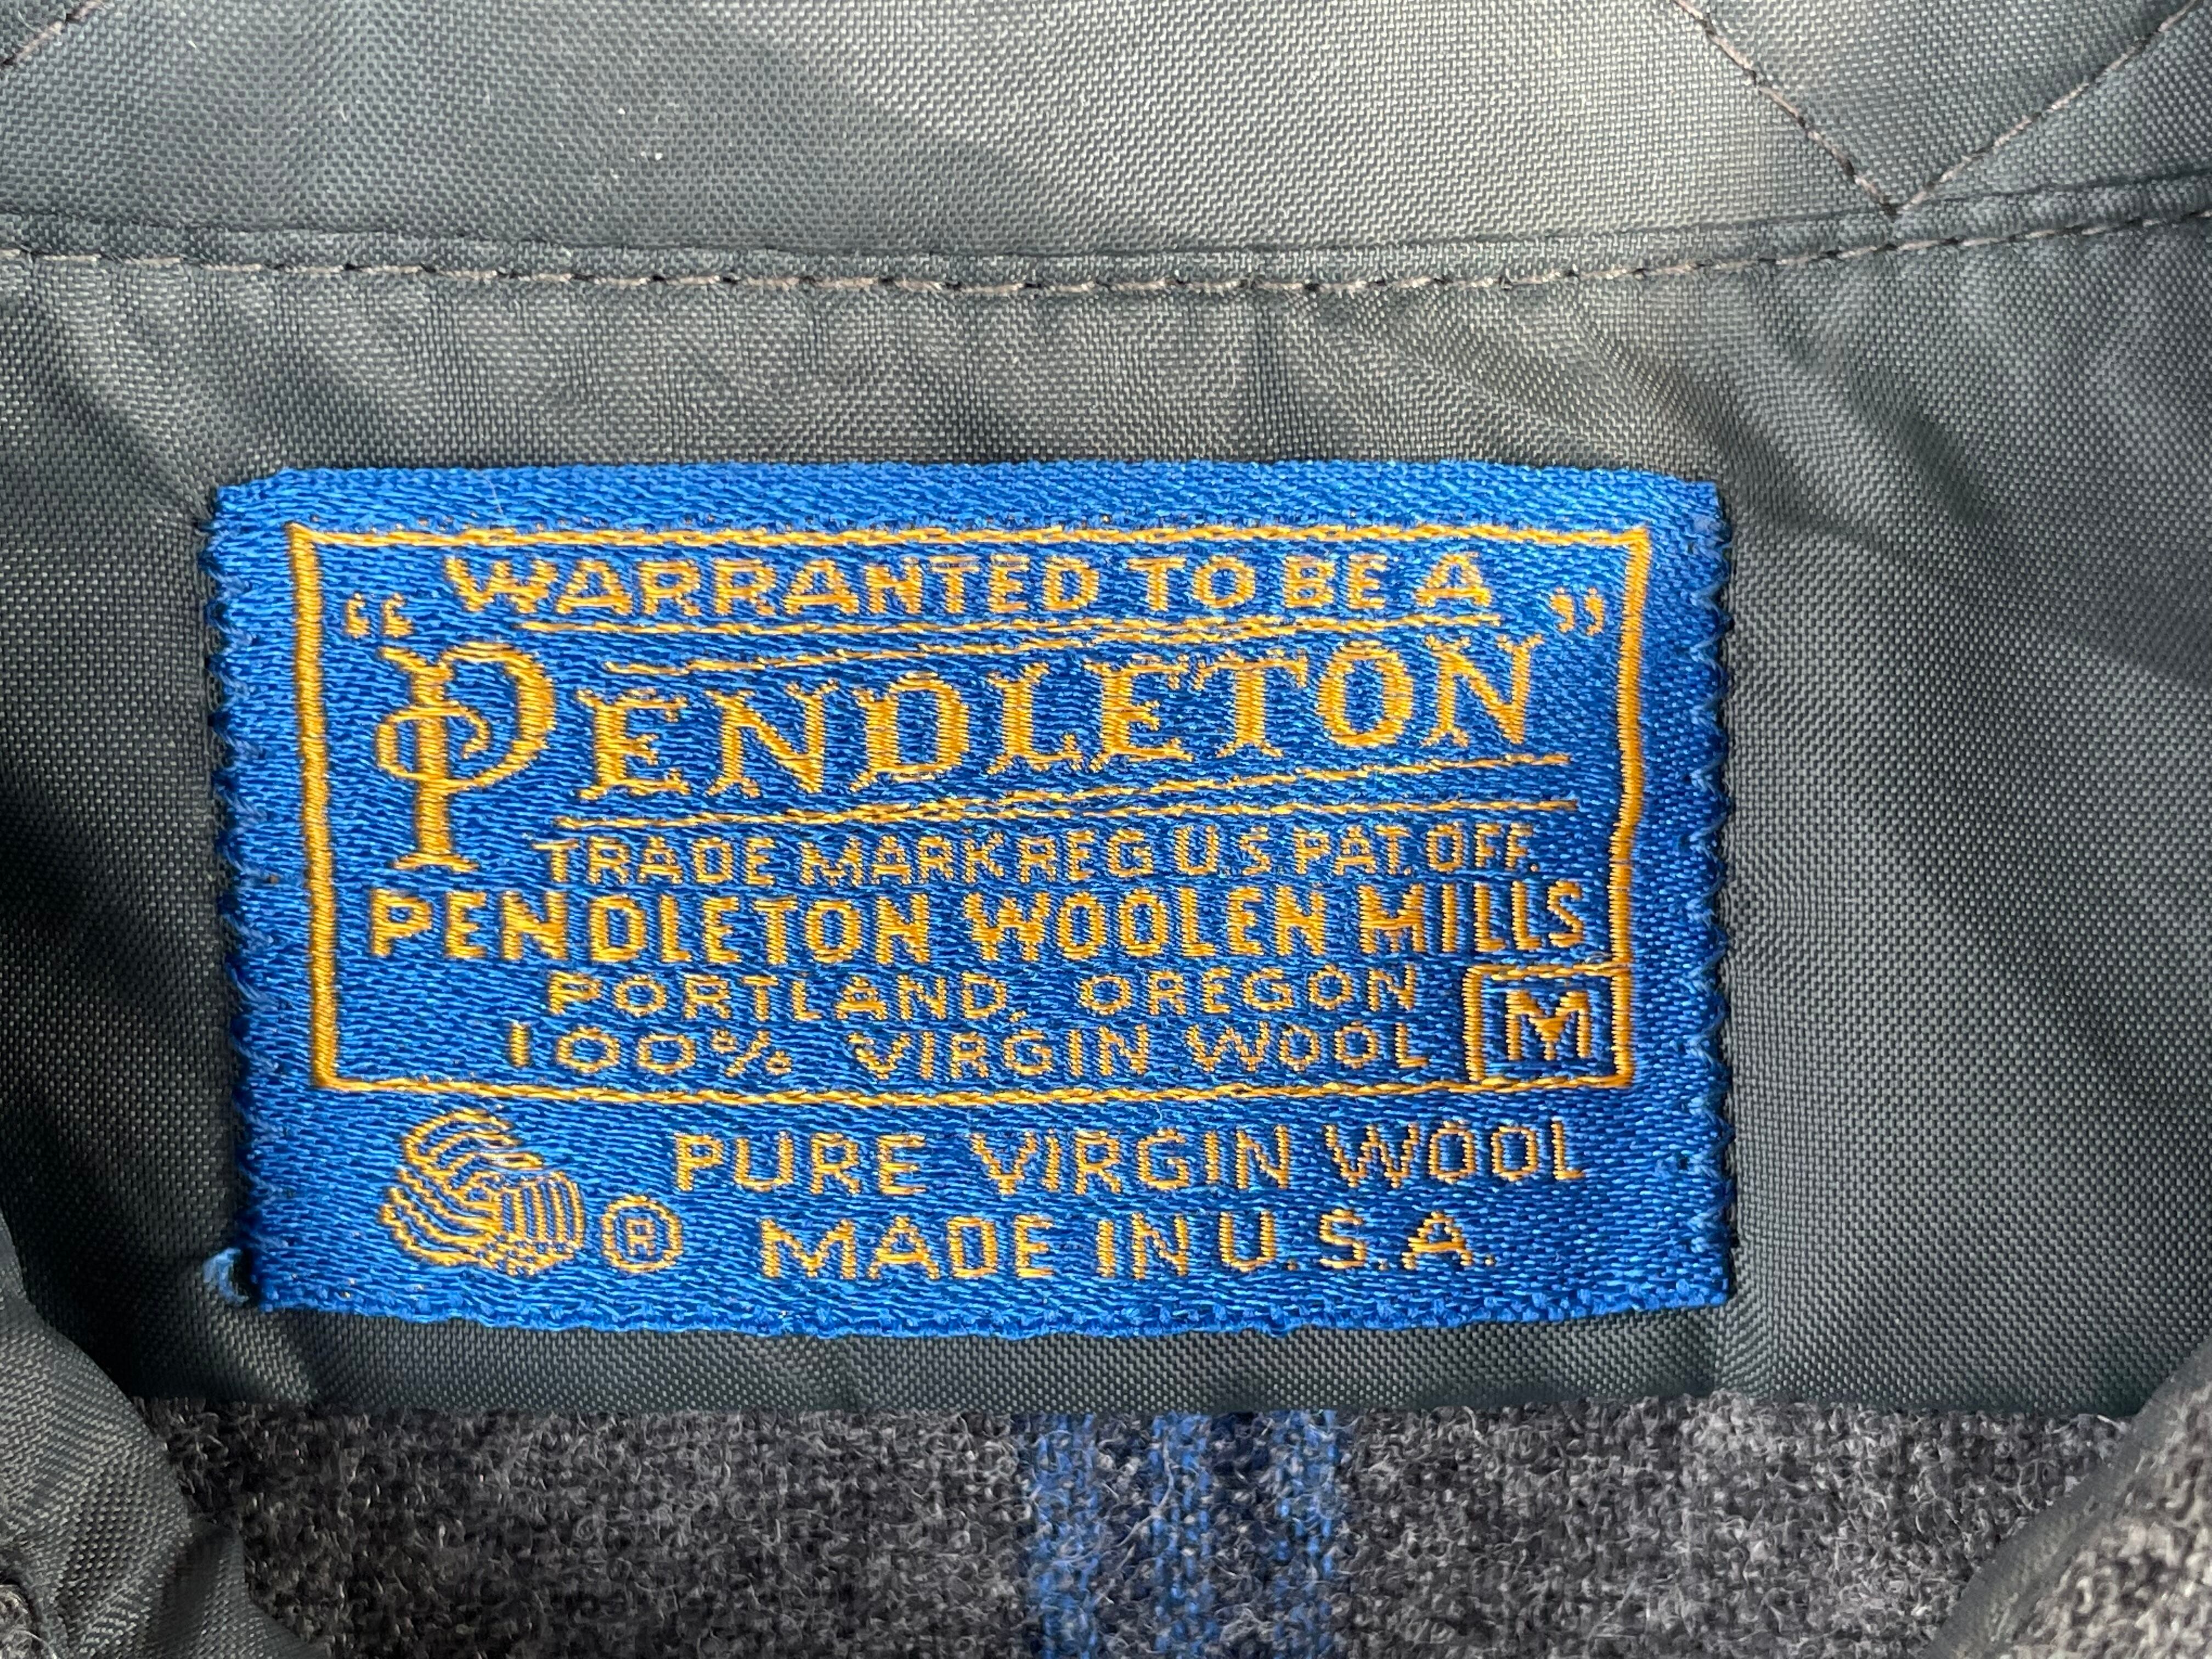 WARRANTED TO BE A
“PENDLETON”
TRADE MARK REG US PAT. OFF.
PENDLETON WOOLEN MILLS
PORTLAND, OREGON
100% VIRGIN WOOL M
PURE VIRGIN WOOL
® MADE IN U.S.A.